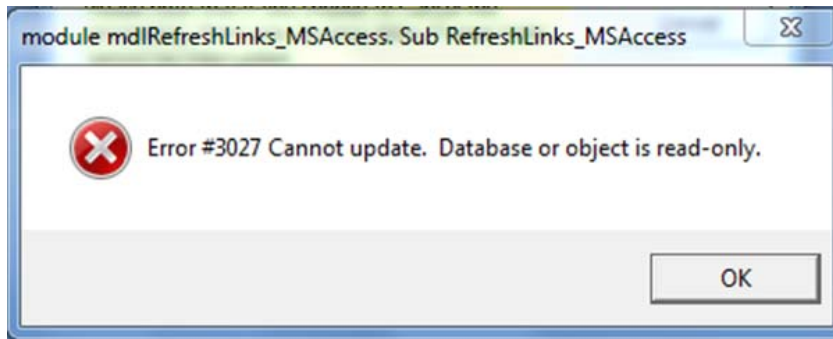 module mdlRefreshLinks_MSAccess. Sub RefreshLinks_MSAccess
Error #3027 Cannot update.  Database or object is read-only.
OK